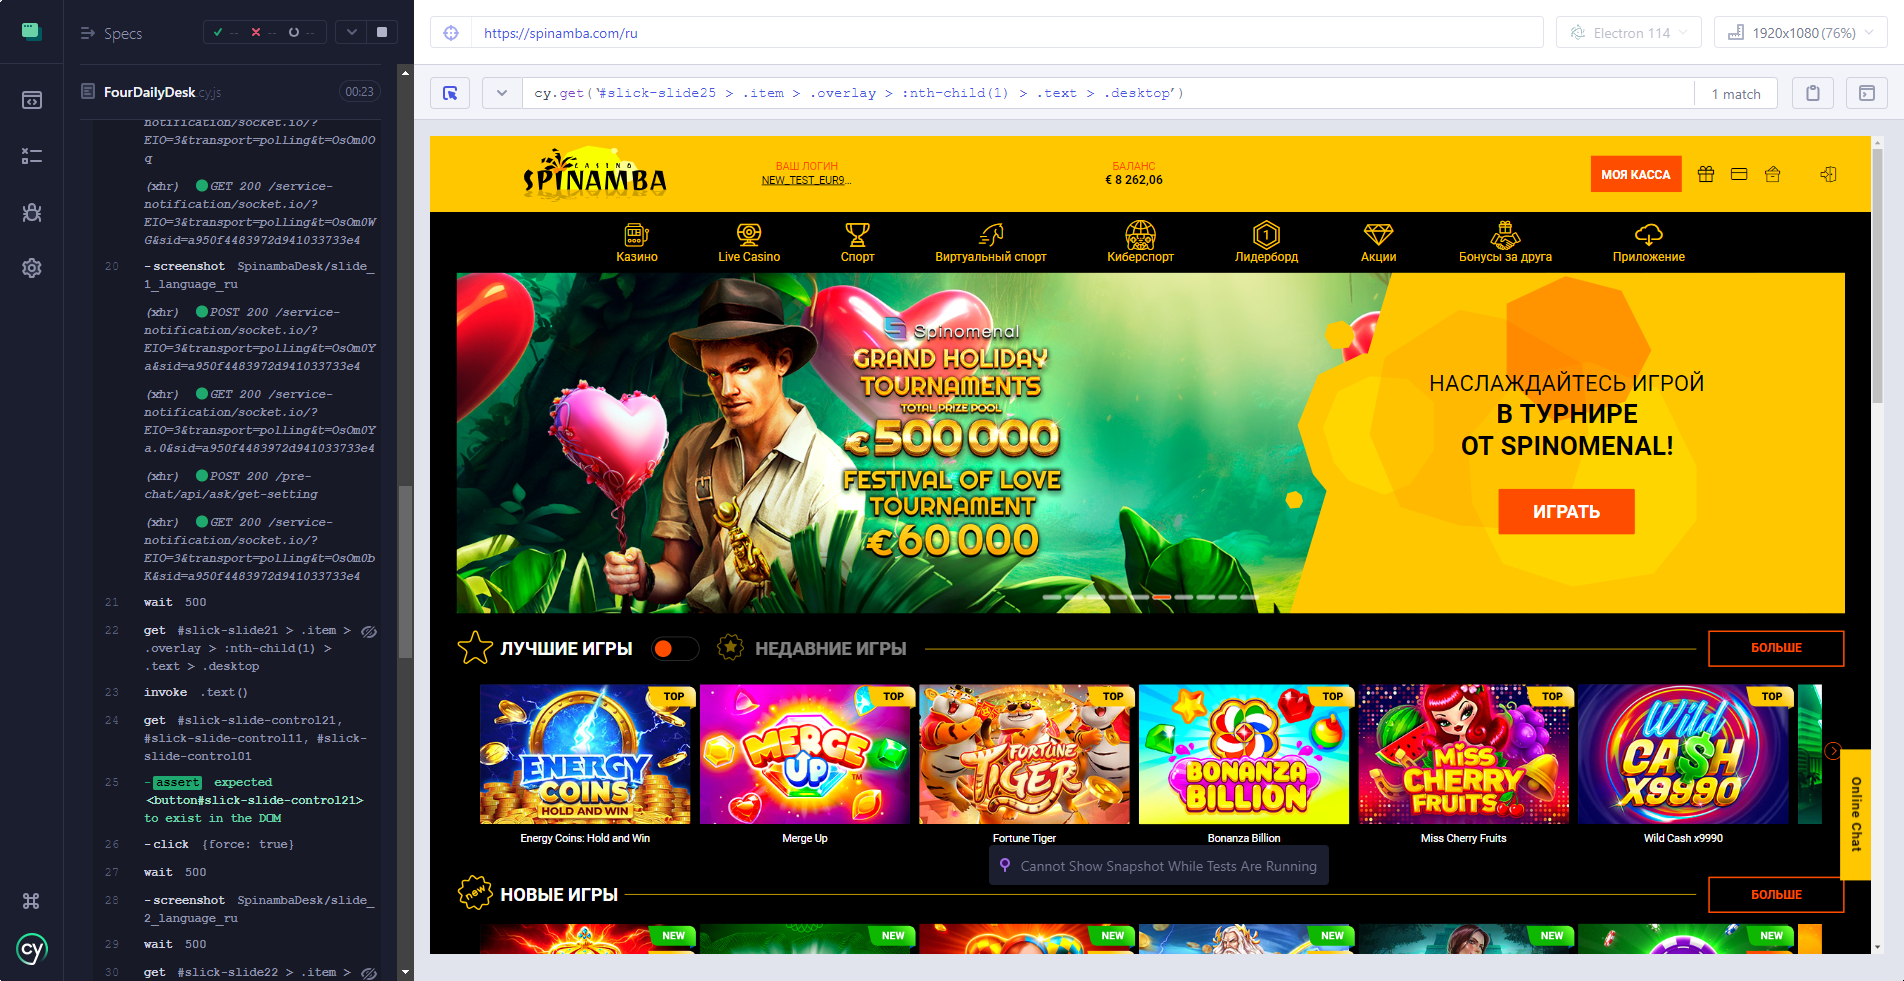 Specs
-- -- --
FourDailyDesk.cy.js
00:23
notification/socket.io/?
EIO=3&transport=polling&t=OsOm0O
q
(xhr) GET 200 /service-
notification/socket.io/?
EIO=3&transport=polling&t=OsOm0W
G&sid=a950f4483972d941033733e4
20 -screenshot SpinambaDesk/slide_
1_language_ru
(xhr) POST 200 /service-
notification/socket.io/?
EIO=3&transport=polling&t=OsOm0Y
a&sid=a950f4483972d941033733e4
(xhr) GET 200 /service-
notification/socket.io/?
EIO=3&transport=polling&t=OsOm0Y
a.0&sid=a950f4483972d941033733e4
(xhr) POST 200 /pre-
chat/api/ask/get-setting
(xhr) GET 200 /service-
notification/socket.io/?
EIO=3&transport=polling&t=OsOm0b
K&sid=a950f4483972d941033733e4
21 wait 500
22 get #slick-slide21 > .item >
.overlay > :nth-child(1) >
.text > .desktop
23 invoke .text()
24 get #slick-slide-control21,
#slick-slide-control11, #slick-
slide-control01
25 -assert expected
<button#slick-slide-control21>
to exist in the DOM
26 -click {force: true}
27 wait 500
28 -screenshot SpinambaDesk/slide_
2_language_ru
29 wait 500
30 get #slick-slide22 > .item >
cy
https://spinamba.com/ru
Electron 114
1920x1080 (76%)
cy.get('#slick-slide25 > .item > .overlay > :nth-child(1) > .text > .desktop')
1 match
CASINO
SPINAMBA
ВАШ ЛОГИН
NEW_TEST_EUR9...
БАЛАНС
€ 8 262,06
МОЯ КАССА
Казино
Live Casino
Спорт
Виртуальный спорт
Киберспорт
Лидерборд
Акции
Бонусы за друга
Приложение
Spinomenal
GRAND HOLIDAY
TOURNAMENTS
TOTAL PRIZE POOL
€500 000
FESTIVAL OF LOVE
TOURNAMENT
€60 000
НАСЛАЖДАЙТЕСЬ ИГРОЙ
В ТУРНИРЕ
ОТ SPINOMENAL!
ИГРАТЬ
ЛУЧШИЕ ИГРЫ
НЕДАВНИЕ ИГРЫ
БОЛЬШЕ
TOP
TOP
TOP
TOP
TOP
TOP
ENERGY
COINS
HOLD AND WIN
MERGE
UP
FORTUNE
TIGER
BONANZA
BILLION
MISS
CHERRY
FRUITS
Wild
CA$H
X9990
Energy Coins: Hold and Win
Merge Up
Fortune Tiger
Bonanza Billion
Miss Cherry Fruits
Wild Cash x9990
Online Chat
Cannot Show Snapshot While Tests Are Running
new
НОВЫЕ ИГРЫ
БОЛЬШЕ
NEW
NEW
NEW
NEW
NEW
NEW